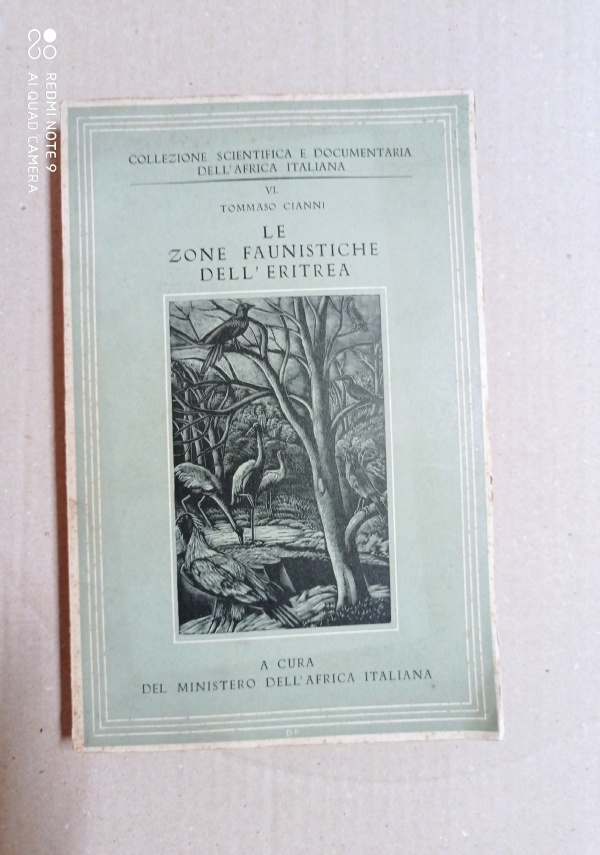 COLLEZIONE SCIENTIFICA E DOCUMENTARIA
DELL'AFRICA ITALIANA
VI.
TOMMASO CIANNI
LE
ZONE FAUNISTICHE
DELL'ERITREA
A CURA
DEL MINISTERO DELL'AFRICA ITALIANA
REDMI NOTE 9
AI QUAD CAMERA